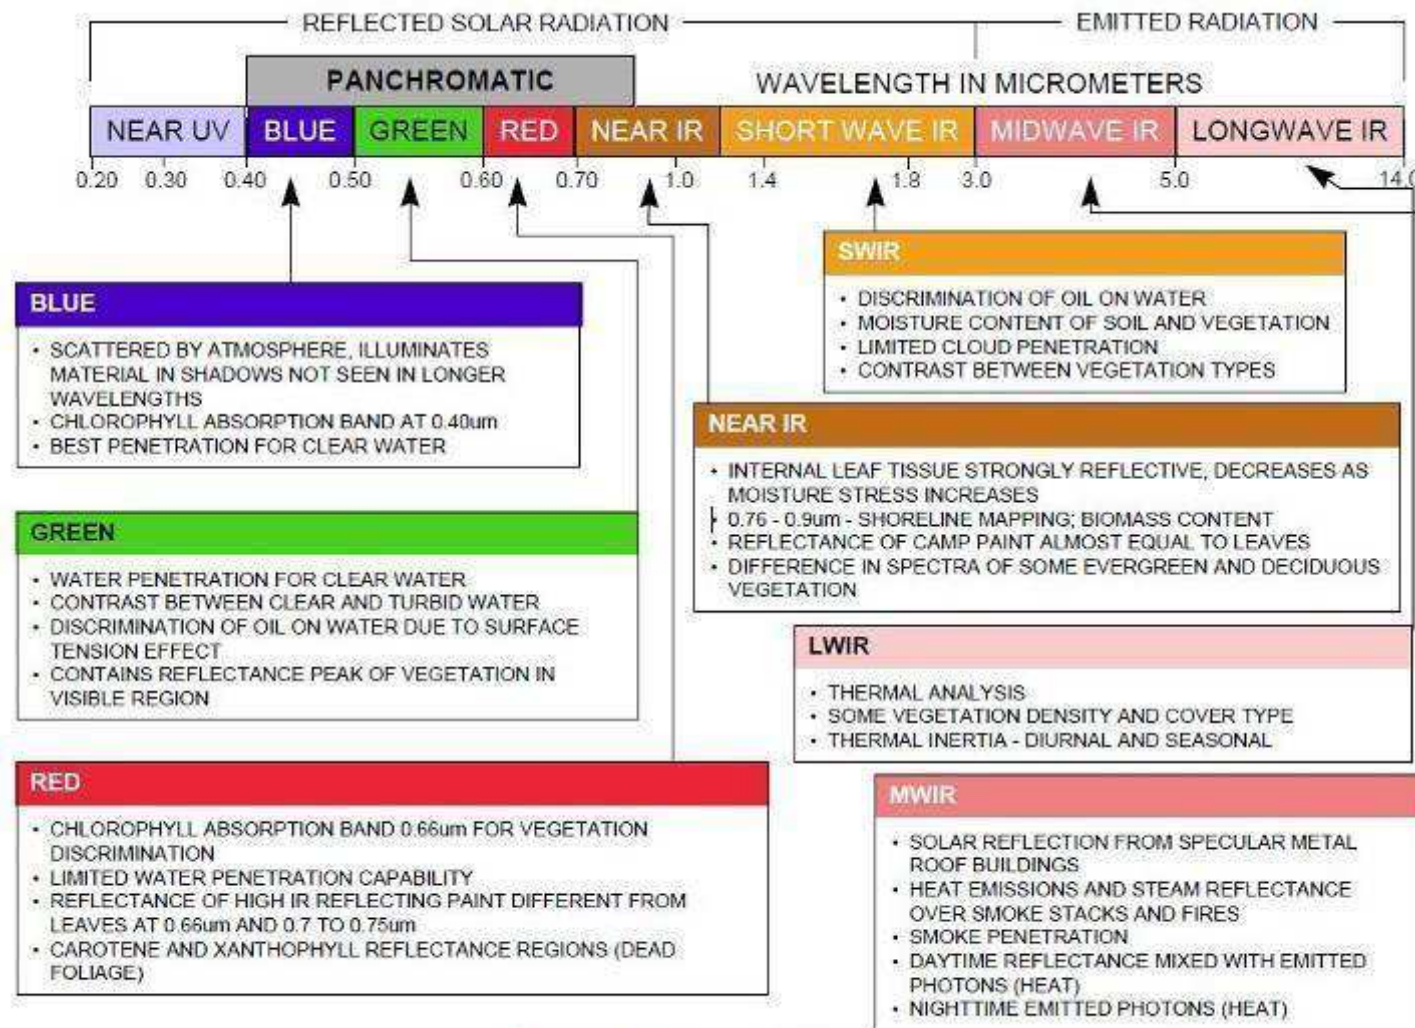 REFLECTED SOLAR RADIATION
EMITTED RADIATION
PANCHROMATIC
WAVELENGTH IN MICROMETERS
NEAR UV BLUE GREEN RED NEAR IR SHORT WAVE IR MIDWAVE IR LONGWAVE IR
0.20 0.30 0.40 0.50 0.60 0.70 1.0 1.4 1.8 3.0 5.0 14.0
SWIR
• DISCRIMINATION OF OIL ON WATER
• MOISTURE CONTENT OF SOIL AND VEGETATION
• LIMITED CLOUD PENETRATION
• CONTRAST BETWEEN VEGETATION TYPES
BLUE
• SCATTERED BY ATMOSPHERE, ILLUMINATES
MATERIAL IN SHADOWS NOT SEEN IN LONGER
WAVELENGTHS
• CHLOROPHYLL ABSORPTION BAND AT 0.40um
• BEST PENETRATION FOR CLEAR WATER
NEAR IR
• INTERNAL LEAF TISSUE STRONGLY REFLECTIVE, DECREASES AS
MOISTURE STRESS INCREASES
• 0.76 - 0.9um - SHORELINE MAPPING; BIOMASS CONTENT
• REFLECTANCE OF CAMP PAINT ALMOST EQUAL TO LEAVES
• DIFFERENCE IN SPECTRA OF SOME EVERGREEN AND DECIDUOUS
VEGETATION
GREEN
• WATER PENETRATION FOR CLEAR WATER
• CONTRAST BETWEEN CLEAR AND TURBID WATER
• DISCRIMINATION OF OIL ON WATER DUE TO SURFACE
TENSION EFFECT
• CONTAINS REFLECTANCE PEAK OF VEGETATION IN
VISIBLE REGION
LWIR
• THERMAL ANALYSIS
• SOME VEGETATION DENSITY AND COVER TYPE
• THERMAL INERTIA - DIURNAL AND SEASONAL
RED
• CHLOROPHYLL ABSORPTION BAND 0.66um FOR VEGETATION
DISCRIMINATION
• LIMITED WATER PENETRATION CAPABILITY
• REFLECTANCE OF HIGH IR REFLECTING PAINT DIFFERENT FROM
LEAVES AT 0.66um AND 0.7 TO 0.75um
• CAROTENE AND XANTHOPHYLL REFLECTANCE REGIONS (DEAD
FOLIAGE)
MWIR
• SOLAR REFLECTION FROM SPECULAR METAL
ROOF BUILDINGS
• HEAT EMISSIONS AND STEAM REFLECTANCE
OVER SMOKE STACKS AND FIRES
• SMOKE PENETRATION
• DAYTIME REFLECTANCE MIXED WITH EMITTED
PHOTONS (HEAT)
• NIGHTTIME EMITTED PHOTONS (HEAT)